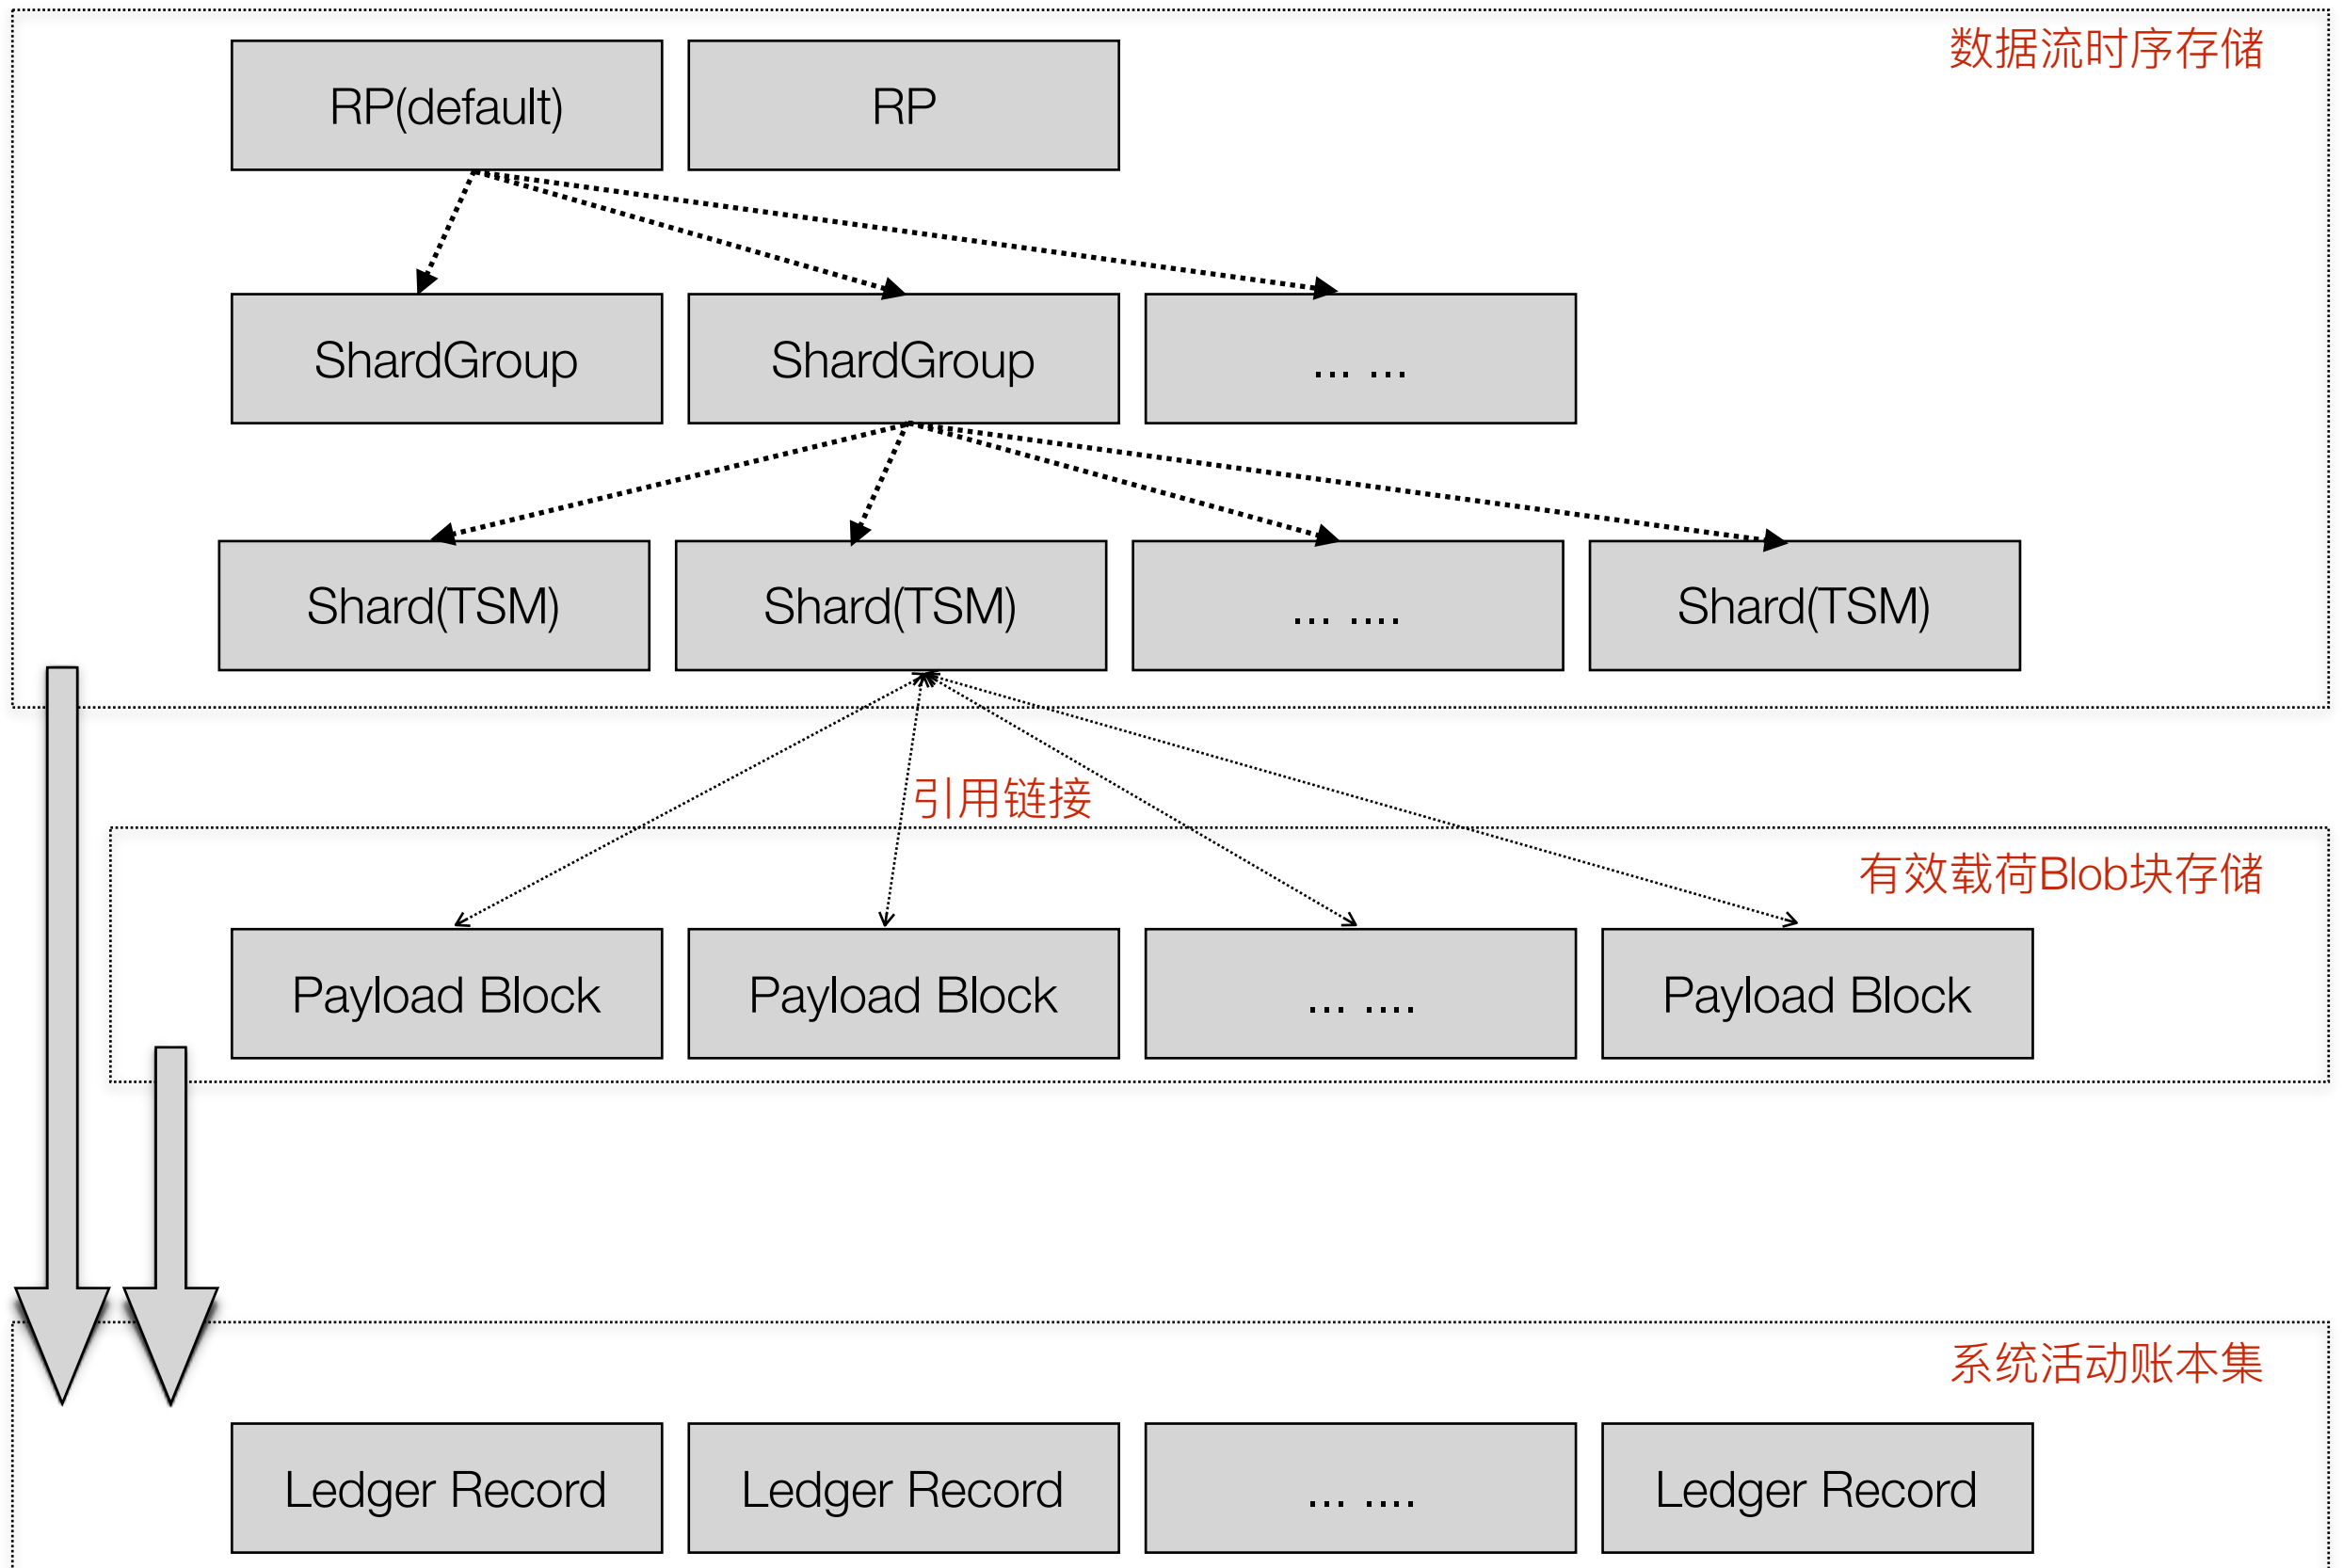 数据流时序存储
RP(default)
RP
ShardGroup
ShardGroup
... ...
Shard(TSM)
Shard(TSM)
... ....
Shard(TSM)
引用链接
有效载荷Blob块存储
Payload Block
Payload Block
... ....
Payload Block
系统活动账本集
Ledger Record
Ledger Record
... ....
Ledger Record